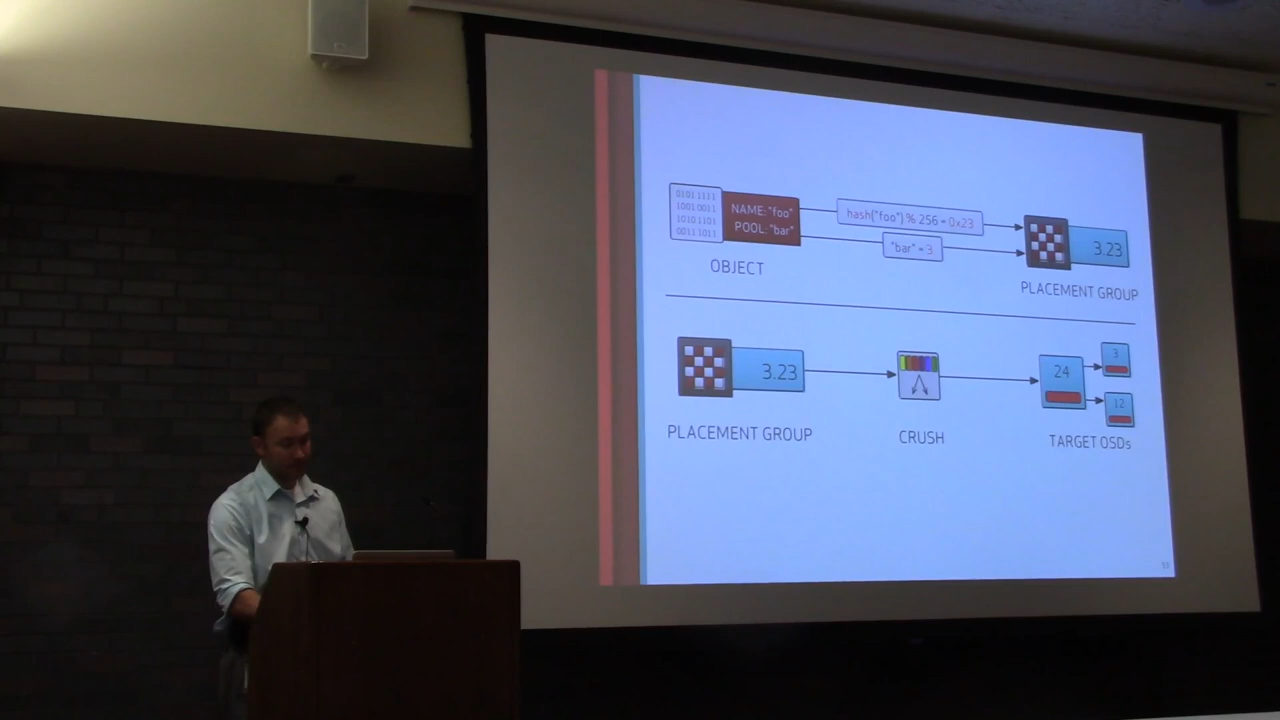 0101 1111
1001 0011
1010 1101
0011 1011
NAME: "foo"
POOL: "bar"
OBJECT
hash("foo") % 256 = 0x23
"bar" = 3
3.23
PLACEMENT GROUP
3.23
PLACEMENT GROUP
CRUSH
24
3
12
TARGET OSDs